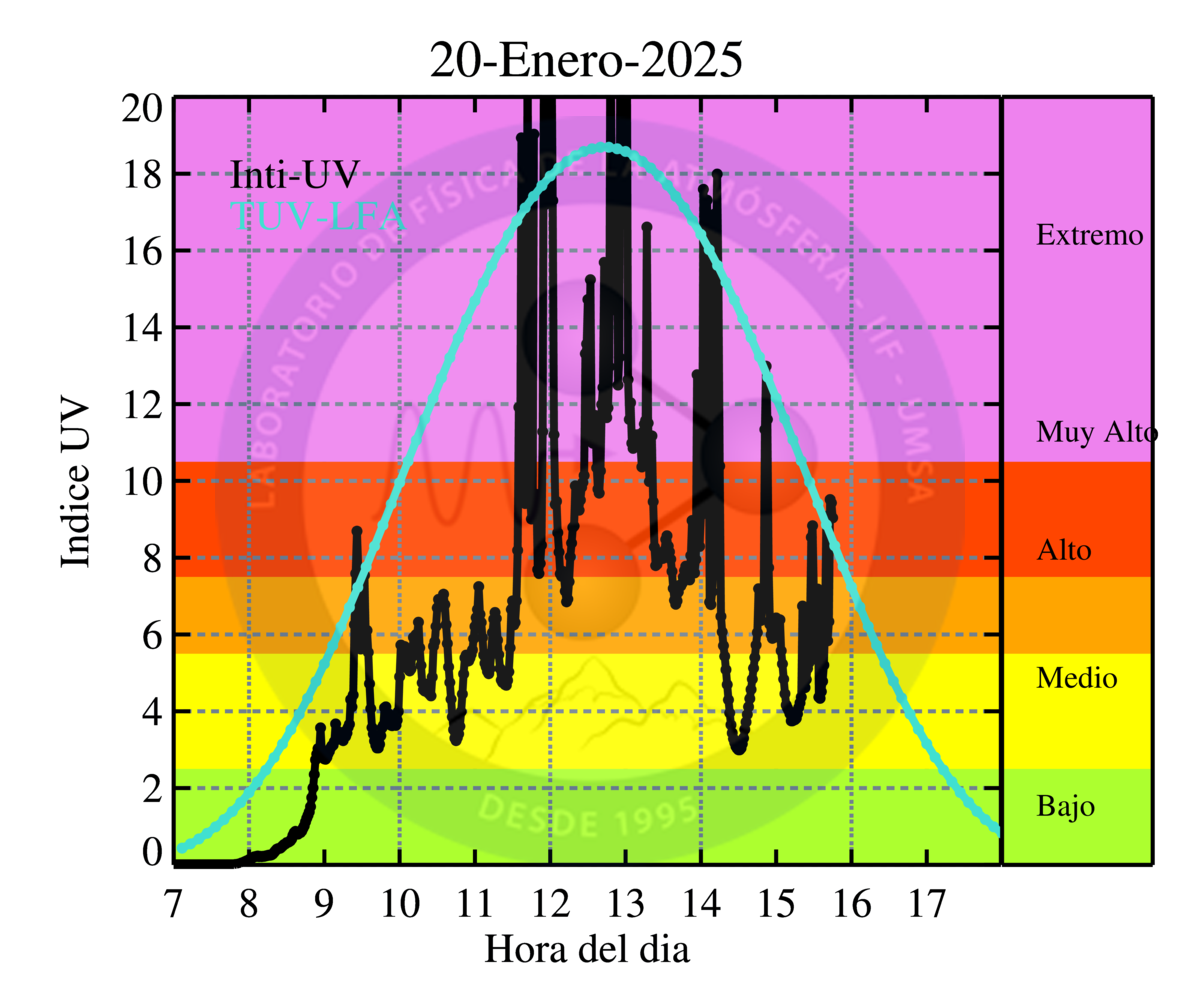 20-Enero-2025
20
18
16
14
12
10
8
6
4
2
0
Indice UV
Inti-UV
TUV-LFA
LABORATORIO DE FÍSICA DE LA ATMÓSFERA - IIF - UMSA
DESDE 1995
Extremo
Muy Alto
Alto
Medio
Bajo
7 8 9 10 11 12 13 14 15 16 17
Hora del dia